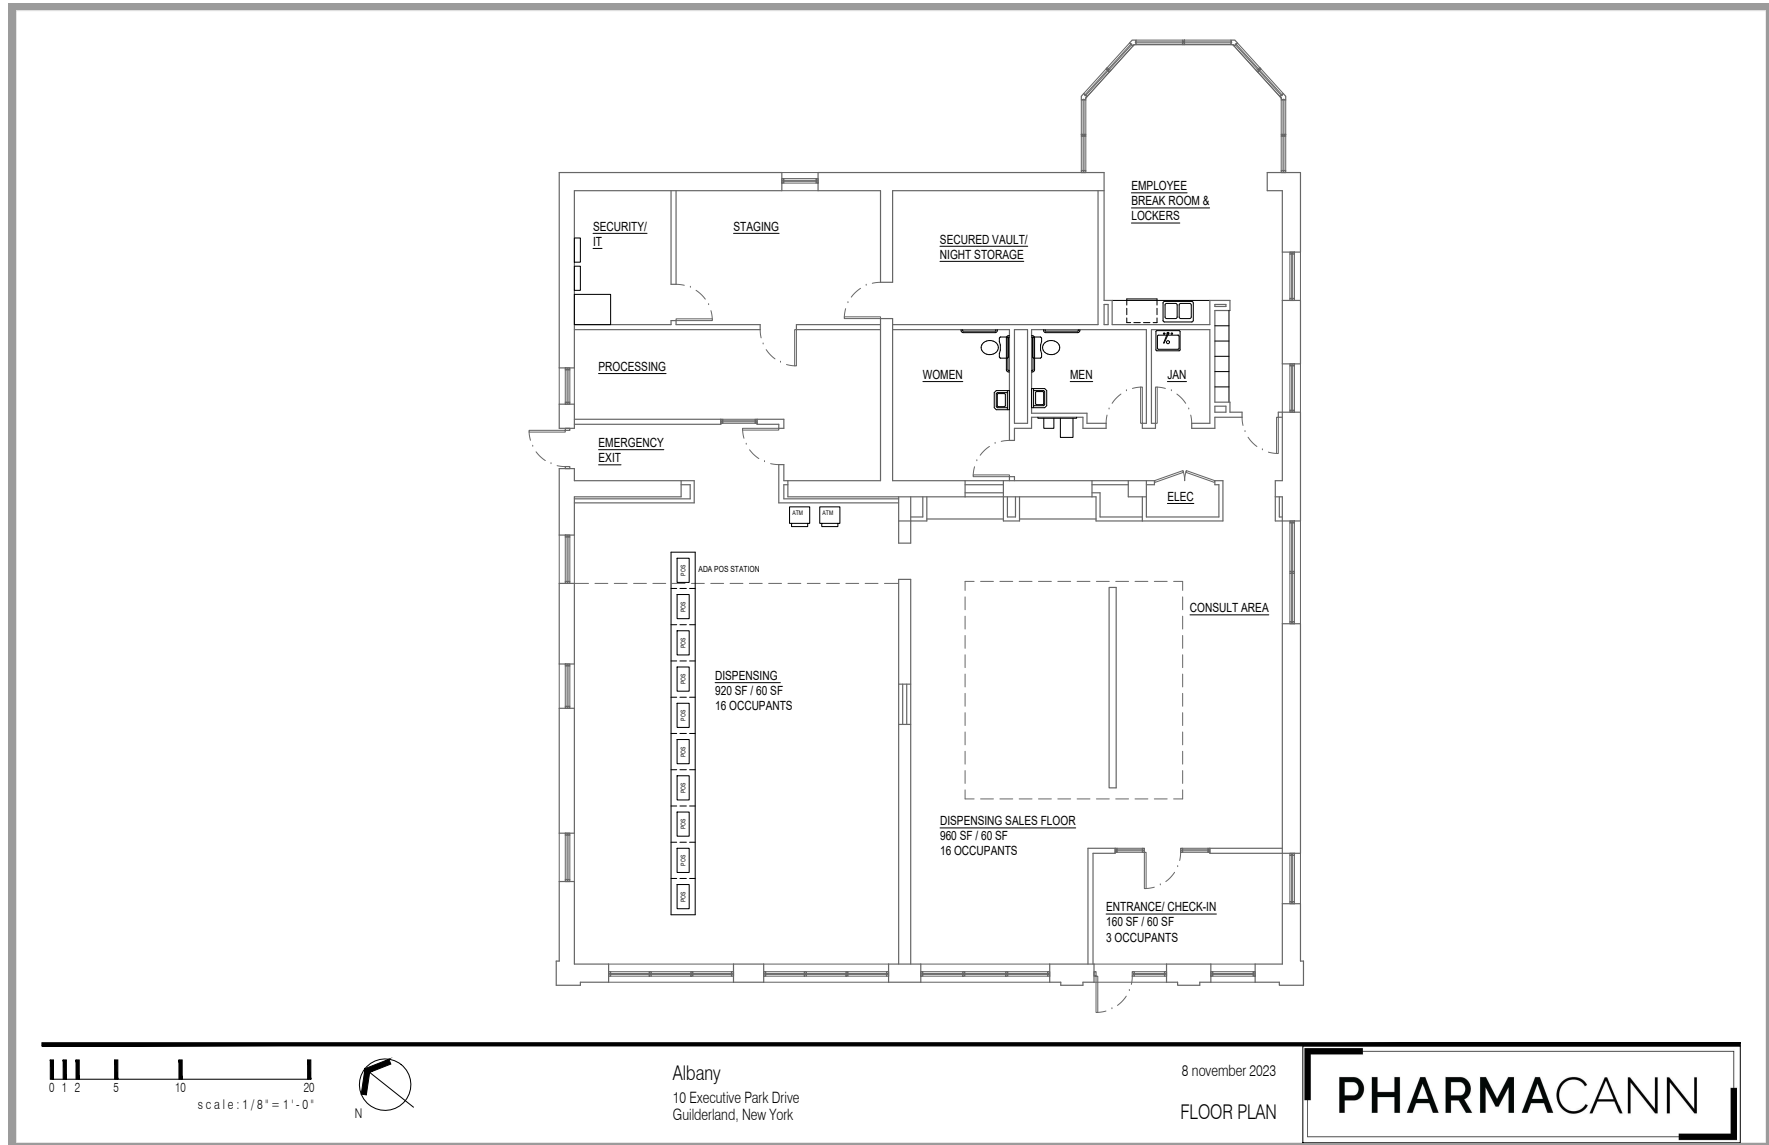 EMPLOYEE
BREAK ROOM &
LOCKERS
SECURITY/
IT
STAGING
SECURED VAULT/
NIGHT STORAGE
PROCESSING
WOMEN
MEN
JAN
EMERGENCY
EXIT
ELEC
ATM
ATM
POS
ADA POS STATION
POS
POS
POS
POS
POS
POS
POS
POS
POS
CONSULT AREA
DISPENSING
920 SF / 60 SF
16 OCCUPANTS
DISPENSING SALES FLOOR
960 SF / 60 SF
16 OCCUPANTS
ENTRANCE/ CHECK-IN
160 SF / 60 SF
3 OCCUPANTS
0 1 2 5 10 20
scale:1/8"=1'-0"
N
Albany
10 Executive Park Drive
Guilderland, New York
8 november 2023
FLOOR PLAN
PHARMACANN